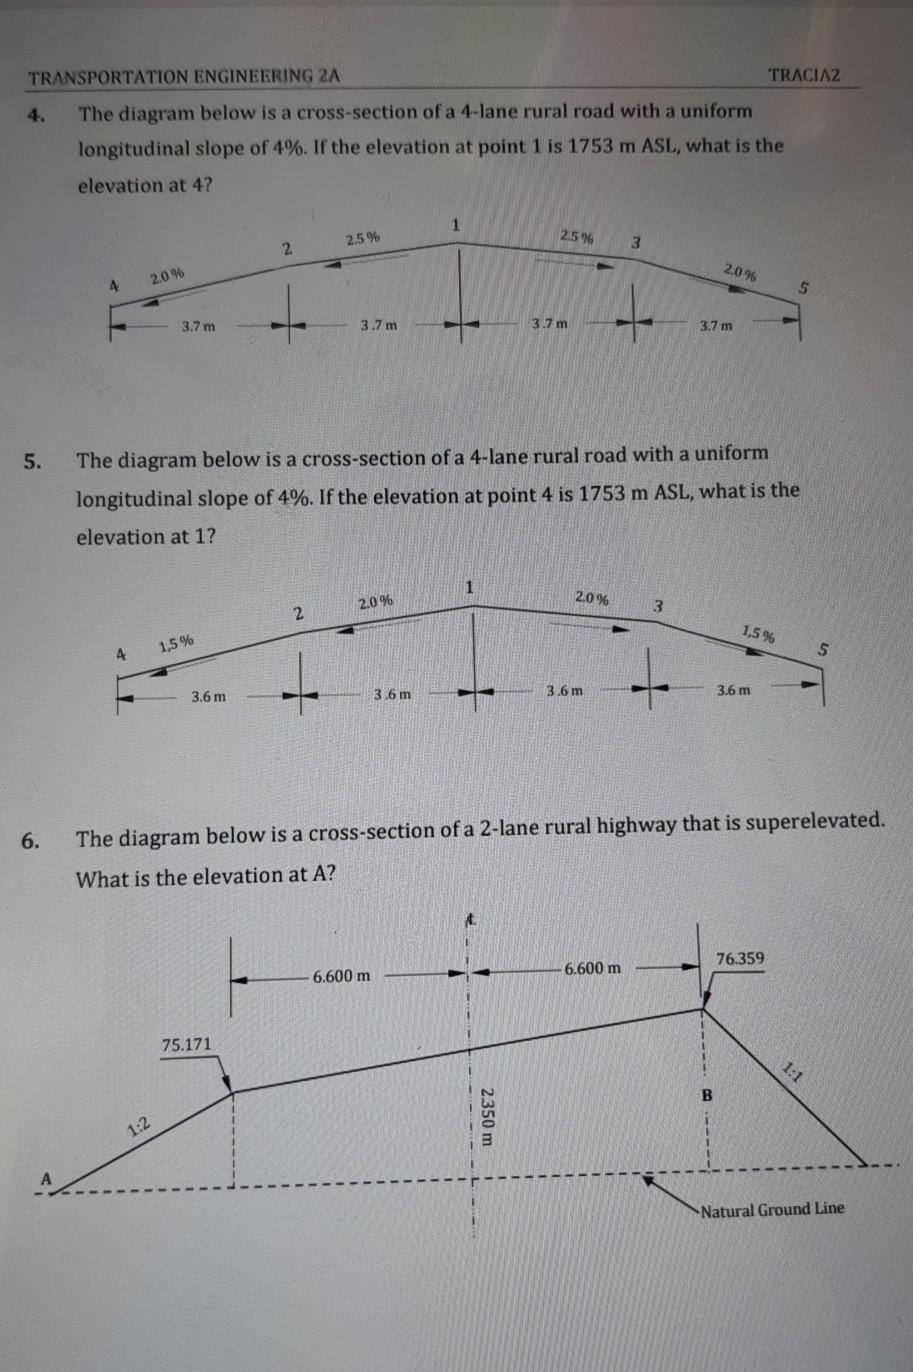 TRANSPORTATION ENGINEERING 2A TRACIA2
4. The diagram below is a cross-section of a 4-lane rural road with a uniform
longitudinal slope of 4%. If the elevation at point 1 is 1753 m ASL, what is the
elevation at 4?
1
2 2.5 % 2.5 % 3
4 2.0 % 2.0 % 5
3.7 m 3.7 m 3.7 m 3.7 m
5. The diagram below is a cross-section of a 4-lane rural road with a uniform
longitudinal slope of 4%. If the elevation at point 4 is 1753 m ASL, what is the
elevation at 1?
1
2 2.0 % 2.0 % 3
4 1,5 % 1,5 % 5
3.6 m 3.6 m 3.6 m 3.6 m
6. The diagram below is a cross-section of a 2-lane rural highway that is superelevated.
What is the elevation at A?
6.600 m 6.600 m 76.359
75.171
1:2 2.350 m B 1:1
A
Natural Ground Line